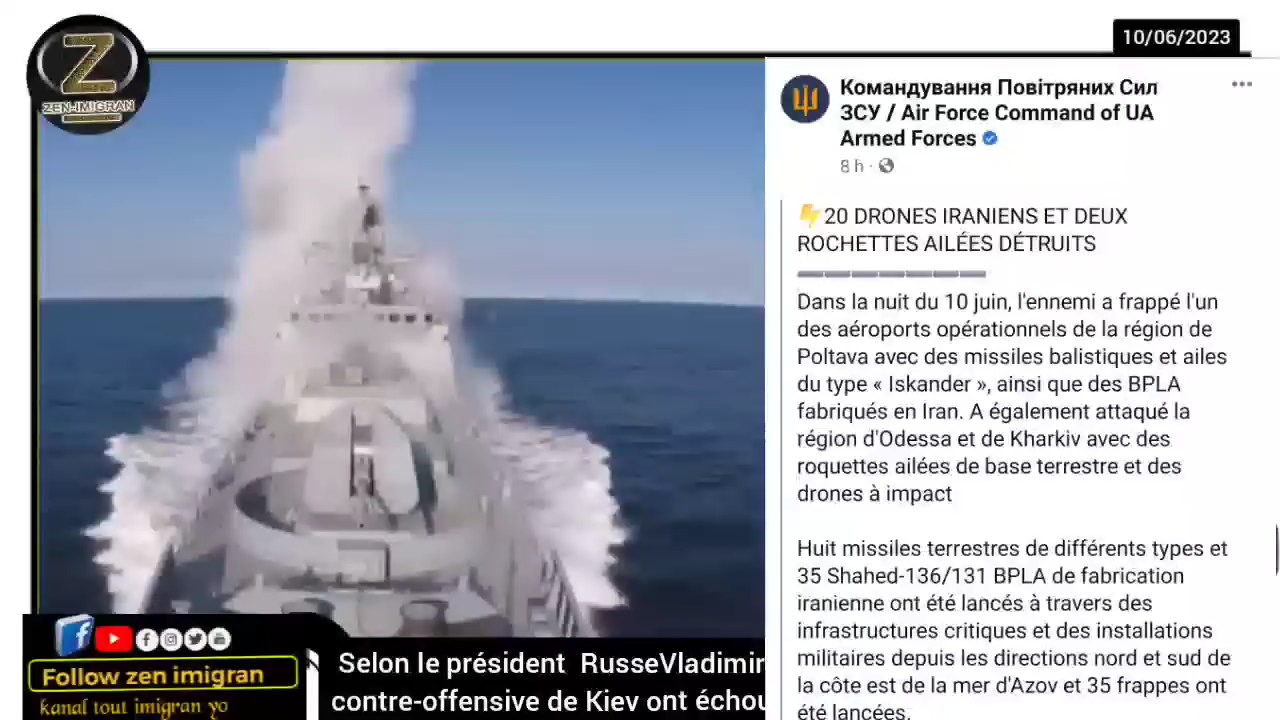 Z
ZEN-IMIGRAN
10/06/2023
Командування Повітряних Сил
ЗСУ / Air Force Command of UA
Armed Forces
8 h ·
20 DRONES IRANIENS ET DEUX
ROCHETTES AILÉES DÉTRUITS
Dans la nuit du 10 juin, l'ennemi a frappé l'un
des aéroports opérationnels de la région de
Poltava avec des missiles balistiques et ailes
du type « Iskander », ainsi que des BPLA
fabriqués en Iran. A également attaqué la
région d'Odessa et de Kharkiv avec des
roquettes ailées de base terrestre et des
drones à impact
Huit missiles terrestres de différents types et
35 Shahed-136/131 BPLA de fabrication
iranienne ont été lancés à travers des
infrastructures critiques et des installations
militaires depuis les directions nord et sud de
la côte est de la mer d'Azov et 35 frappes ont
été lancées.
Follow zen imigran
kanal tout imigran yo
Selon le président RusseVladimir
contre-offensive de Kiev ont échou